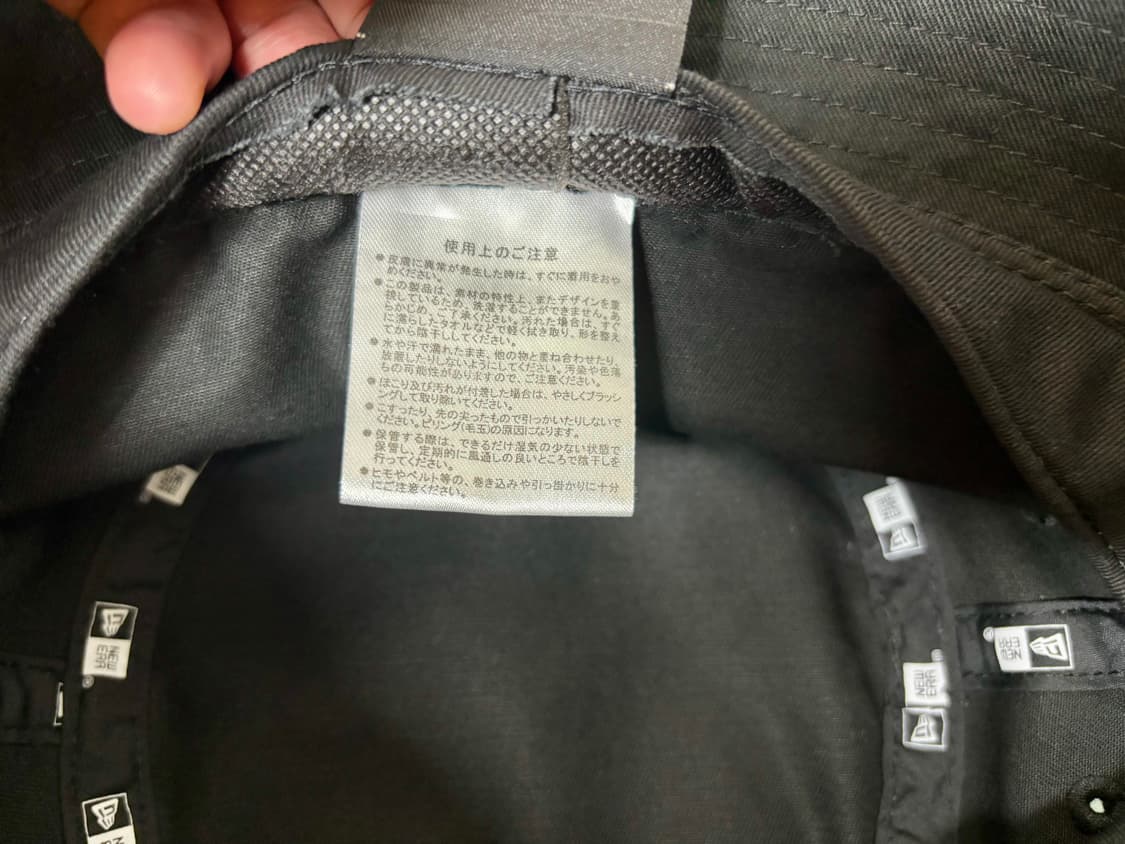 使用上のご注意
●皮膚に異常が発生した時は、すぐに着用をおや
めください。
●この製品は、素材の特性上、またデザインを重
視しているため、洗濯することができません。あ
らかじめ、ご了承ください。汚れた場合は、すぐ
に濡らしたタオルなどで軽く拭き取り、形を整え
てから陰干ししてください。
●水や汗で濡れたまま、他の物と重ね合わせたり、
放置したりしないようにしてください。汚染や色落
ちの可能性がありますので、ご注意ください。
●ほこり及び汚れが付着した場合は、やさしくブラッシ
ングして取り除いてください。
●こすったり、先の尖ったもので引っかいたりしないで
ください。ピリング(毛玉)の原因になります。
●保管する際は、できるだけ湿気の少ない状態で
保管し、定期的に風通しの良いところで陰干しを
行ってください。
●ヒモやベルト等の、巻き込みや引っ掛かりに十分
にご注意ください。
NEW
ERA
NEW
ERA
NEW
ERA
NEW
ERA
NEW
ERA